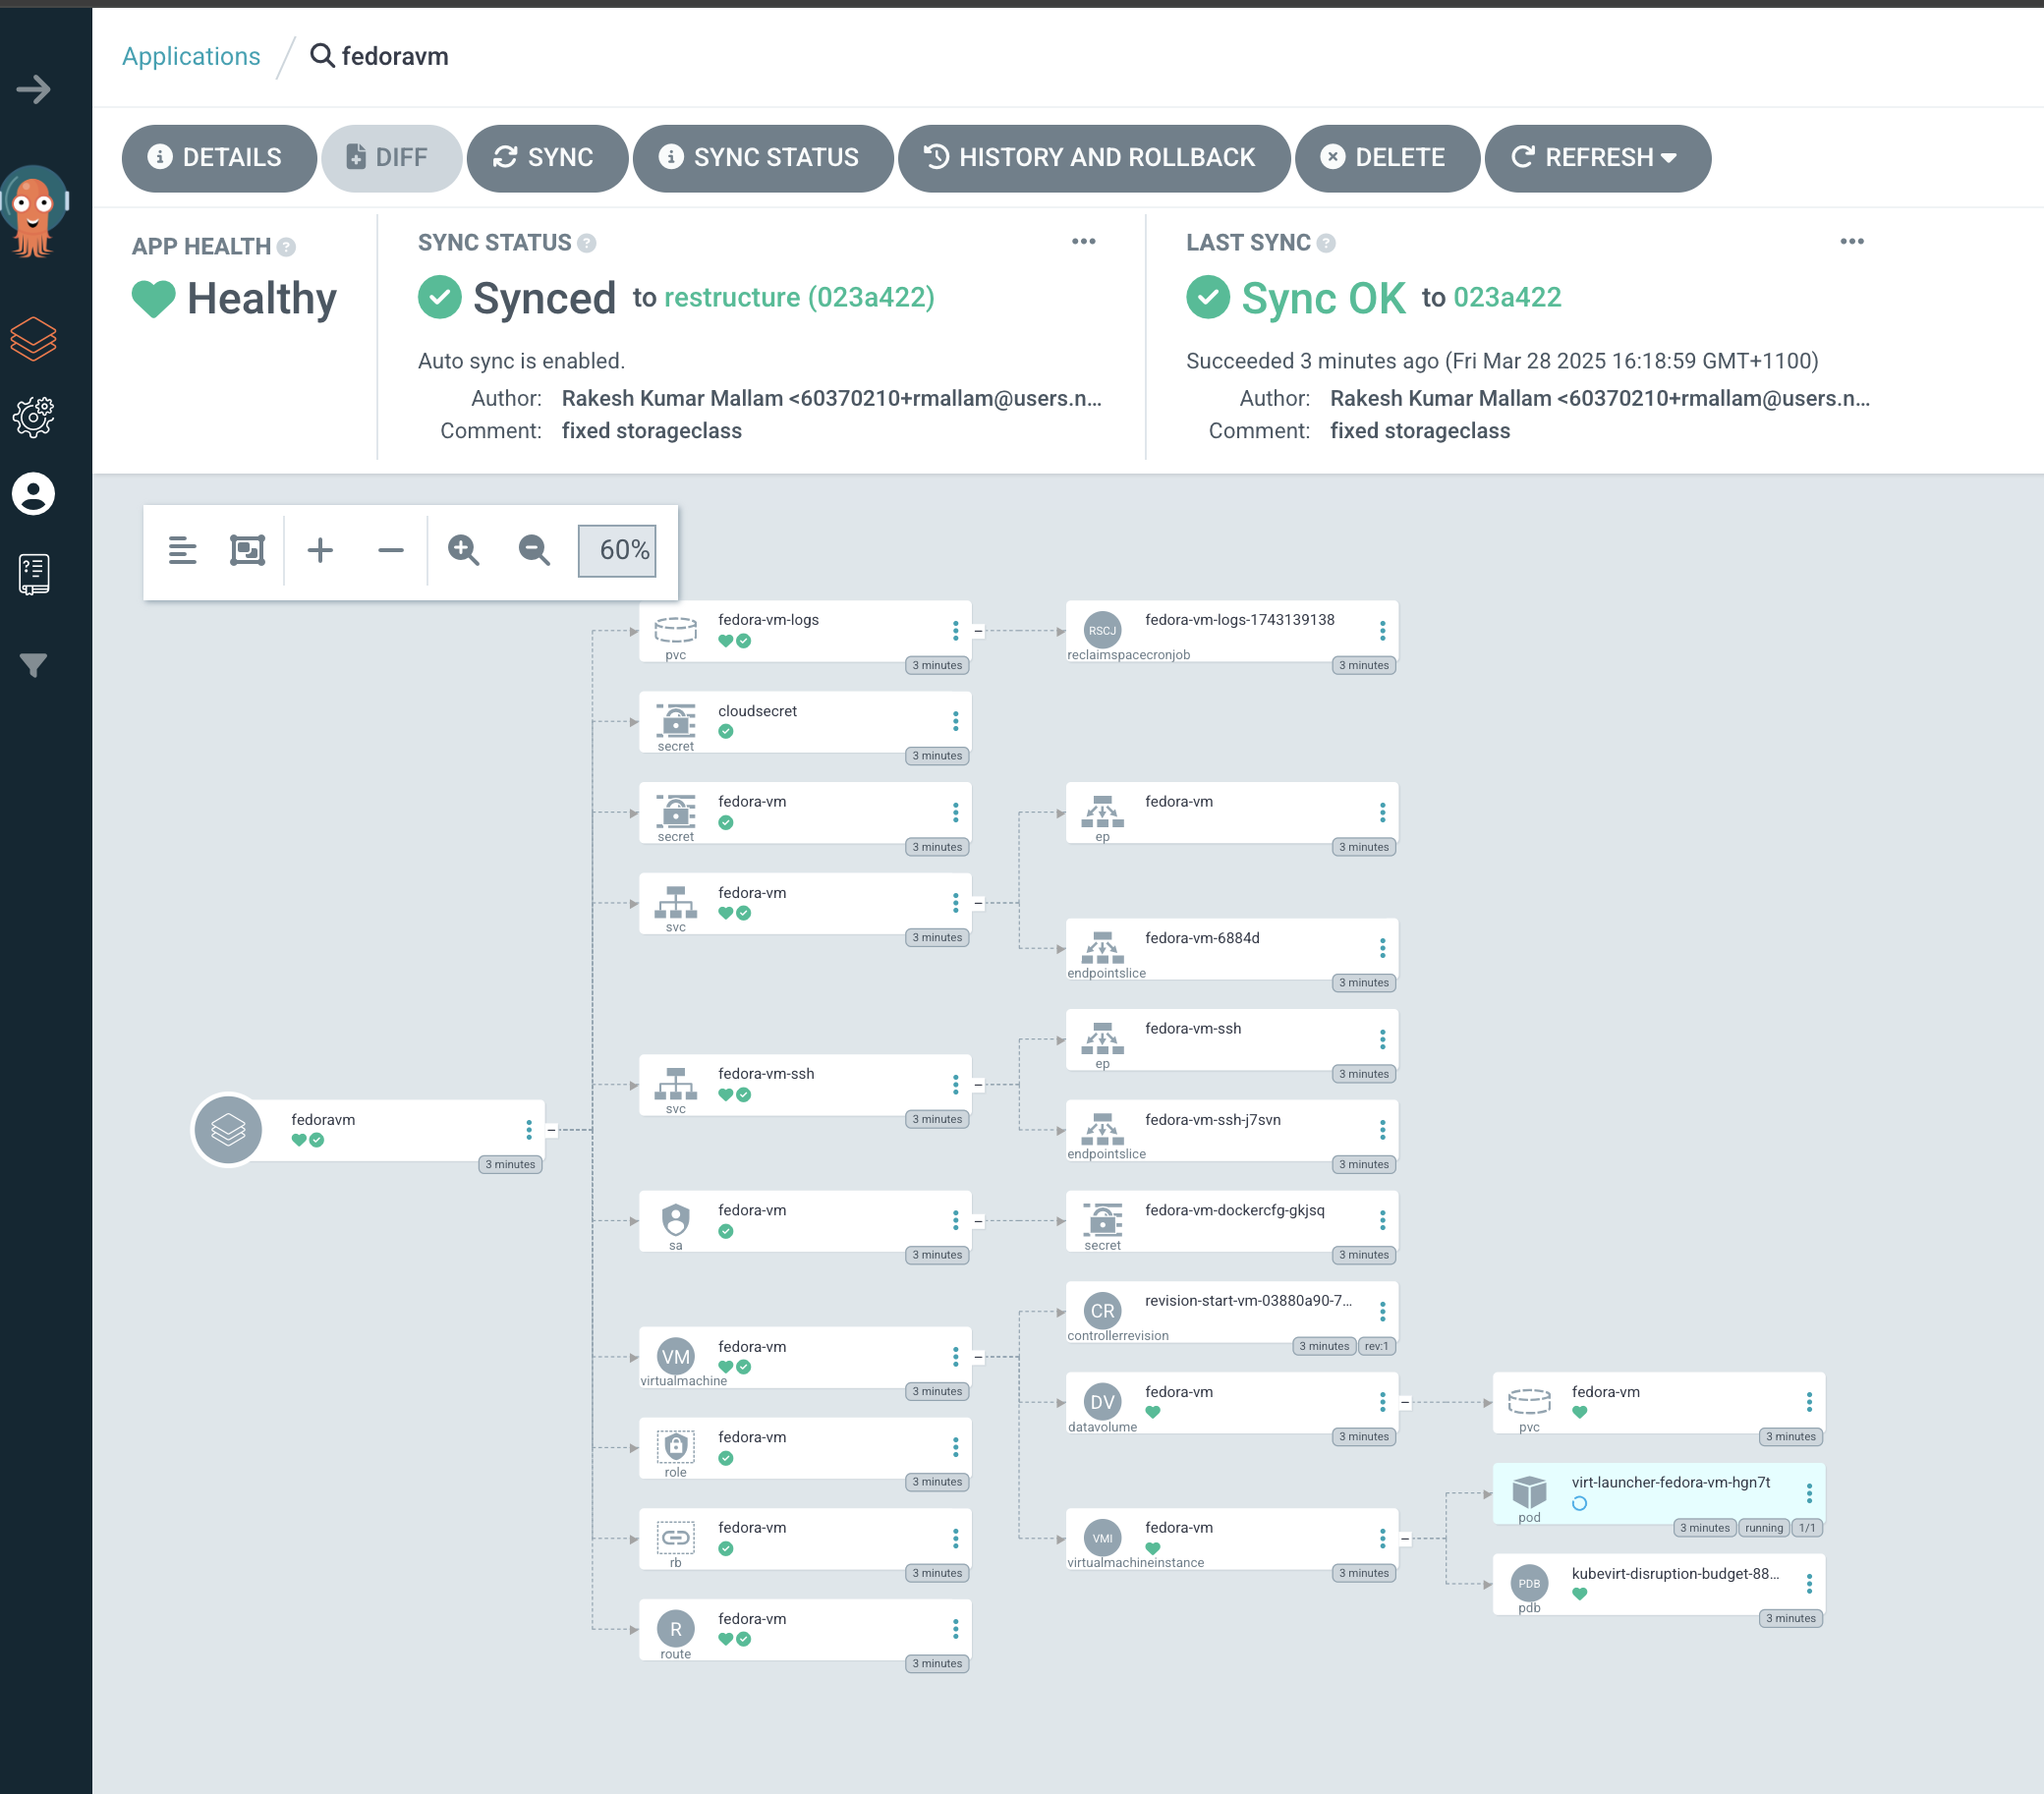 Applications / fedoravm
DETAILS DIFF SYNC SYNC STATUS HISTORY AND ROLLBACK DELETE REFRESH
APP HEALTH ?
Healthy
SYNC STATUS ?
Synced to restructure (023a422)
Auto sync is enabled.
Author: Rakesh Kumar Mallam <60370210+rmallam@users.n...
Comment: fixed storageclass
LAST SYNC ?
Sync OK to 023a422
Succeeded 3 minutes ago (Fri Mar 28 2025 16:18:59 GMT+1100)
Author: Rakesh Kumar Mallam <60370210+rmallam@users.n...
Comment: fixed storageclass
60%
fedoravm
3 minutes
fedora-vm-logs
pvc
3 minutes
cloudsecret
secret
3 minutes
fedora-vm
secret
3 minutes
fedora-vm
svc
3 minutes
fedora-vm-ssh
svc
3 minutes
fedora-vm
sa
3 minutes
VM
fedora-vm
virtualmachine
3 minutes
fedora-vm
role
3 minutes
fedora-vm
rb
3 minutes
R
fedora-vm
route
3 minutes
RSCJ
fedora-vm-logs-1743139138
reclaimspacecronjob
3 minutes
fedora-vm
ep
3 minutes
fedora-vm-6884d
endpointslice
3 minutes
fedora-vm-ssh
ep
3 minutes
fedora-vm-ssh-j7svn
endpointslice
3 minutes
fedora-vm-dockercfg-gkjsq
secret
3 minutes
CR
revision-start-vm-03880a90-7...
controllerrevision
3 minutes rev:1
DV
fedora-vm
datavolume
3 minutes
VMI
fedora-vm
virtualmachineinstance
3 minutes
fedora-vm
pvc
3 minutes
virt-launcher-fedora-vm-hgn7t
pod
3 minutes running 1/1
PDB
kubevirt-disruption-budget-88...
pdb
3 minutes